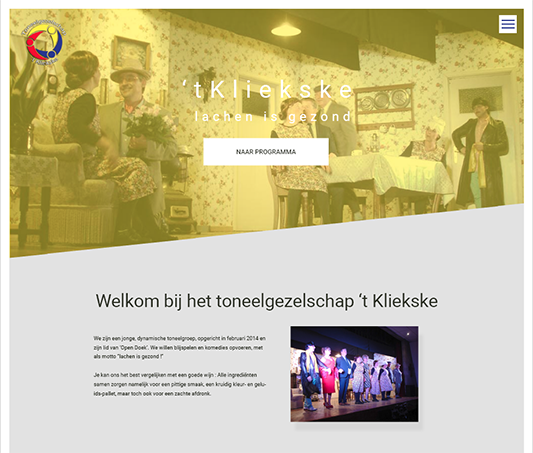 ‘tKliekske
lachen is gezond
NAAR PROGRAMMA
Welkom bij het toneelgezelschap ‘t Kliekske
We zijn een jonge, dynamische toneelgroep, opgericht in februari 2014 en
zijn lid van 'Open Doek'. We willen blijspelen en komedies opvoeren, met
als motto "lachen is gezond !"
Je kan ons het best vergelijken met een goede wijn : Alle ingrediënten
samen zorgen namelijk voor een pittige smaak, een kruidig kleur- en gelu-
ids-pallet, maar toch ook voor een zachte afdronk.